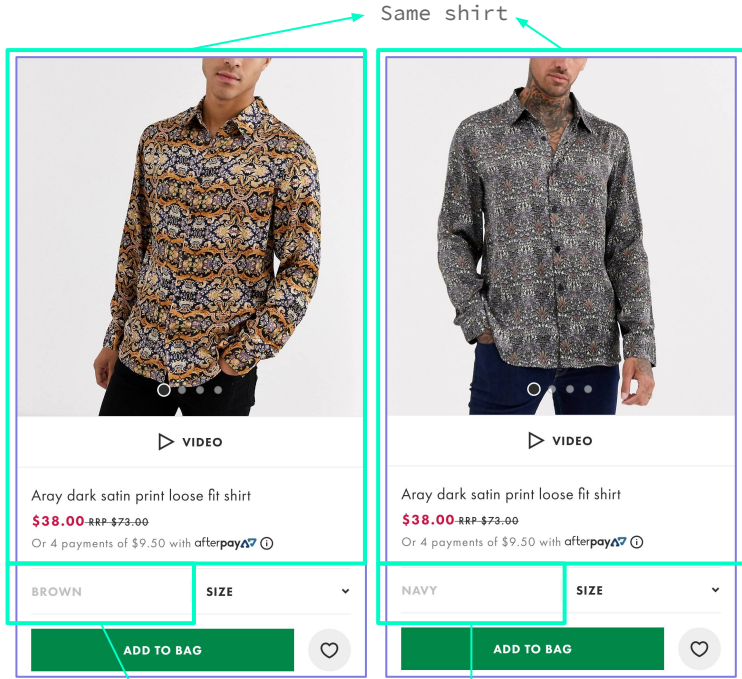 Same shirt
VIDEO
Aray dark satin print loose fit shirt
$38.00 RRP $73.00
Or 4 payments of $9.50 with afterpay
BROWN SIZE
ADD TO BAG
VIDEO
Aray dark satin print loose fit shirt
$38.00 RRP $73.00
Or 4 payments of $9.50 with afterpay
NAVY SIZE
ADD TO BAG